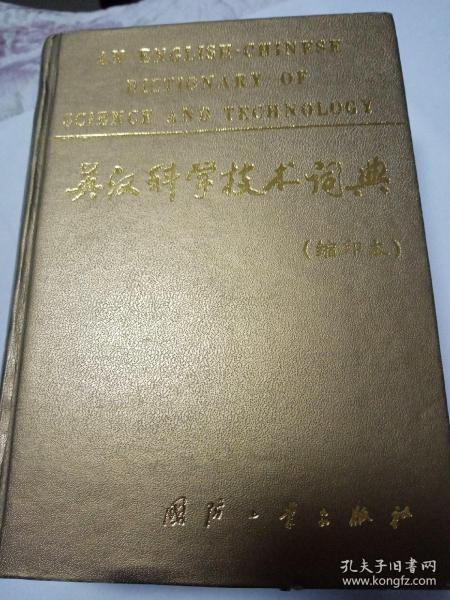 AN ENGLISH-CHINESE
DICTIONARY OF
SCIENCE AND TECHNOLOGY
英汉科学技术词典
(缩印本)
国防工业出版社
孔夫子旧书网
www.kongfz.com